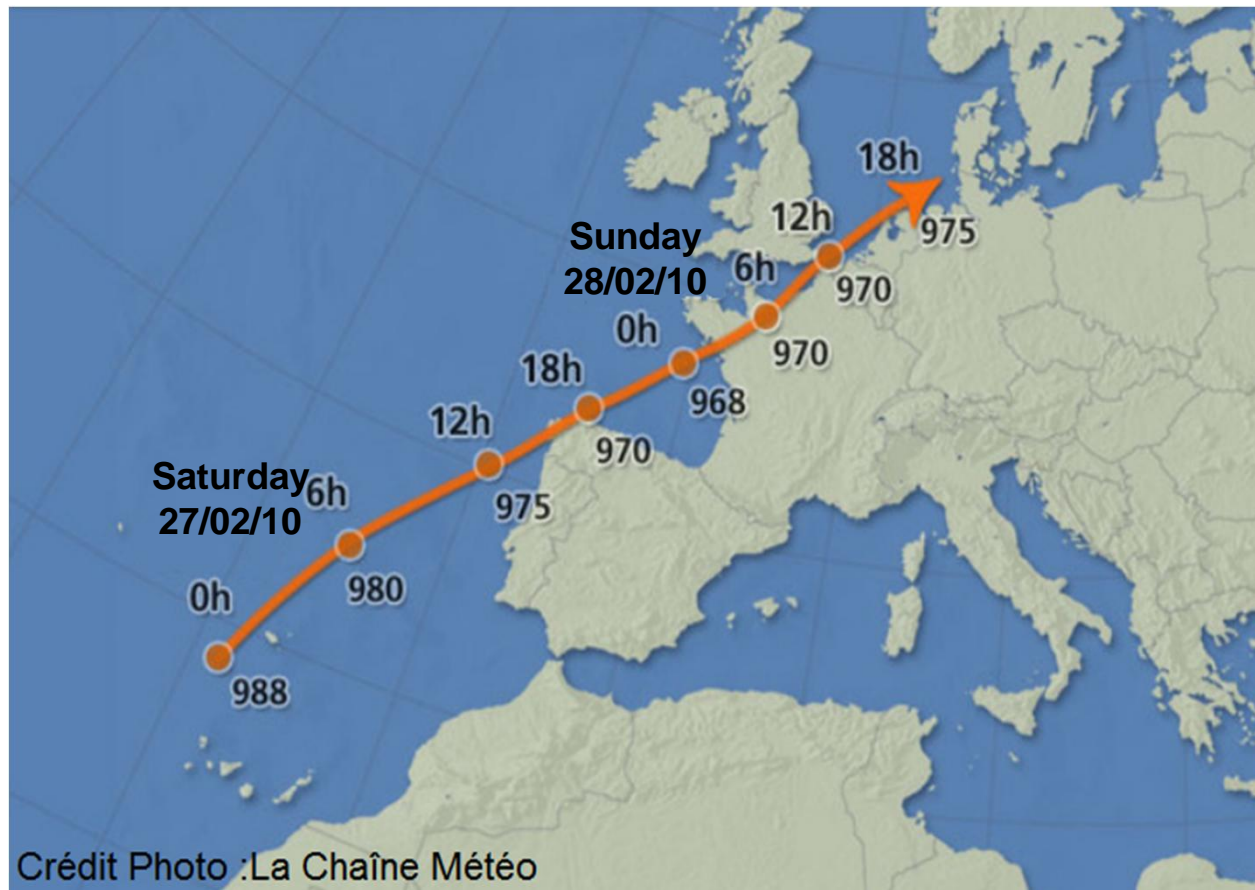 18h
12h
975
Sunday
28/02/10
6h
970
0h
970
18h
968
12h
970
Saturday
27/02/10
6h
975
0h
980
988
Crédit Photo :La Chaîne Météo